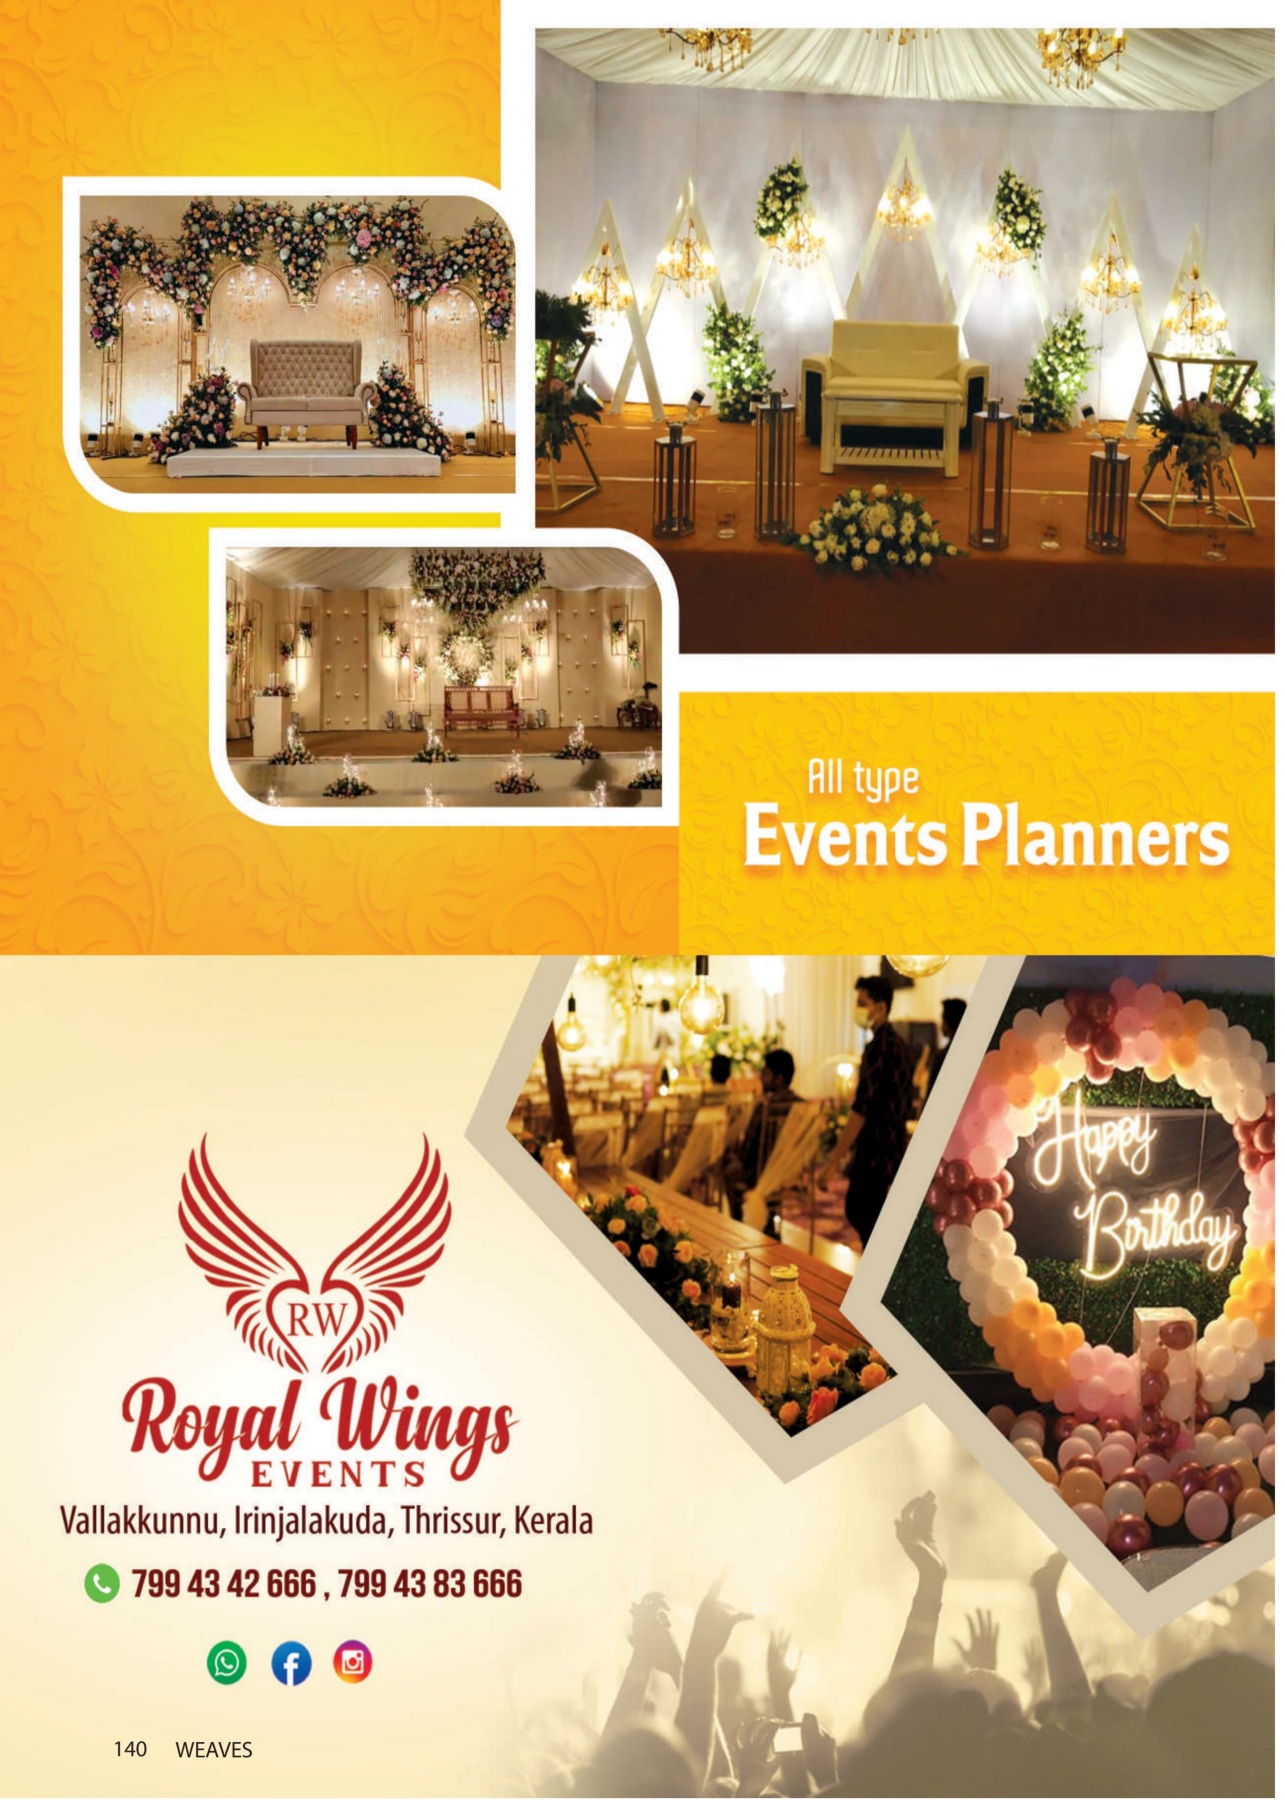 All type
Events Planners
Happy
Birthday
RW
Royal Wings
EVENTS
Vallakkunnu, Irinjalakuda, Thrissur, Kerala
799 43 42 666 , 799 43 83 666
140 WEAVES